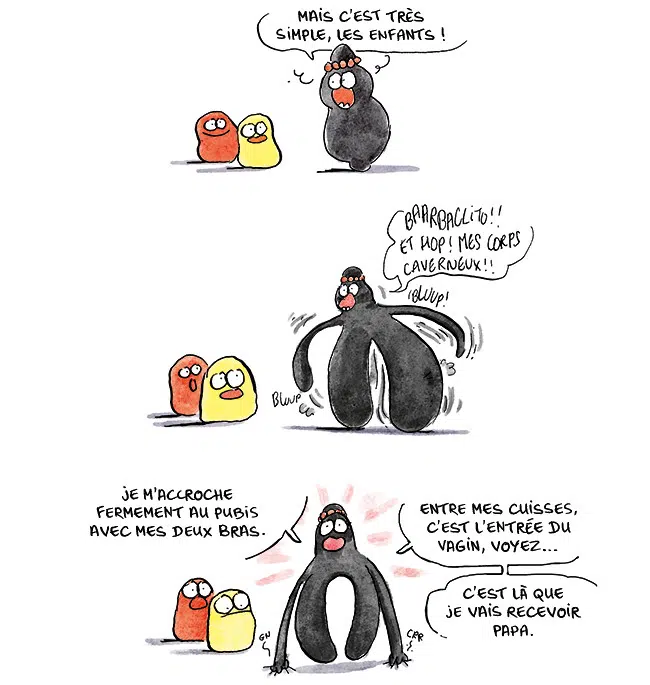 MAIS C'EST TRÈS
SIMPLE, LES ENFANTS !
BAARBACLITO!!
ET HOP! MES CORPS
CAVERNEUX!!
BLUUP!
BLUUP
JE M'ACCROCHE
FERMEMENT AU PUBIS
AVEC MES DEUX BRAS.
ENTRE MES CUISSES,
C'EST L'ENTRÉE DU
VAGIN, VOYEZ...
C'EST LÀ QUE
JE VAIS RECEVOIR
PAPA.
GN